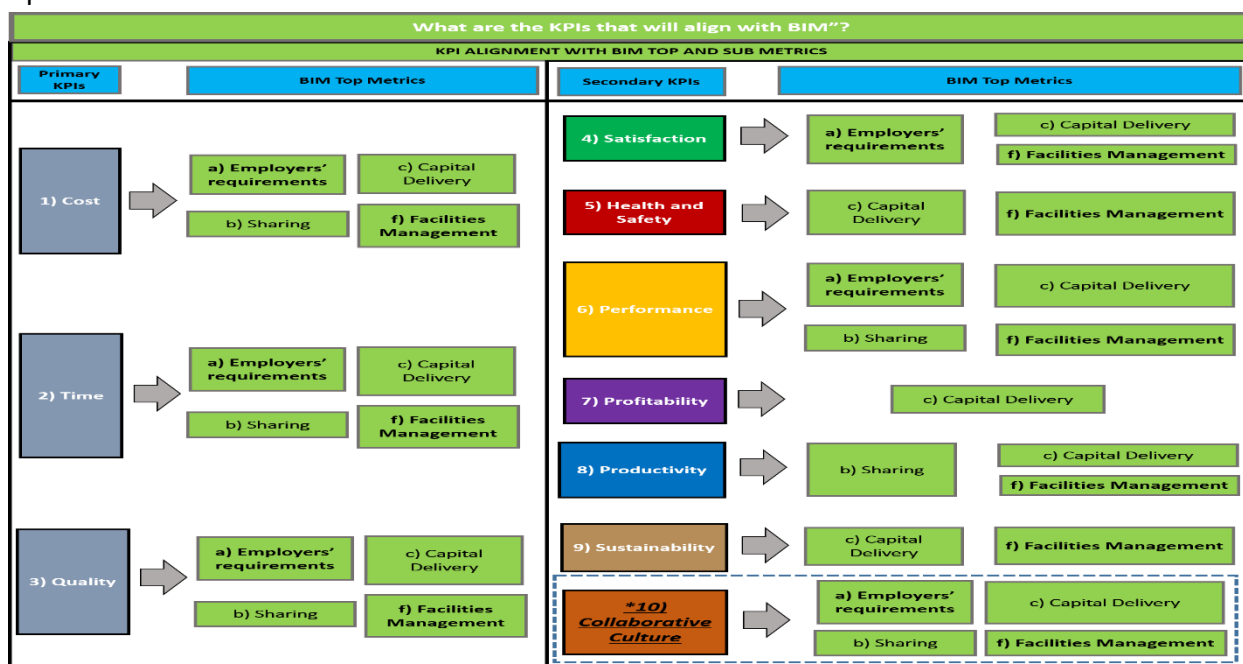 What are the KPIs that will align with BIM”?
KPI ALIGNMENT WITH BIM TOP AND SUB METRICS
Primary
KPIs
BIM Top Metrics
1) Cost
a) Employers’
requirements
c) Capital
Delivery
b) Sharing
f) Facilities
Management
2) Time
a) Employers’
requirements
c) Capital
Delivery
b) Sharing
f) Facilities
Management
3) Quality
a) Employers’
requirements
c) Capital
Delivery
b) Sharing
f) Facilities
Management
Secondary KPIs
BIM Top Metrics
4) Satisfaction
a) Employers’
requirements
c) Capital Delivery
f) Facilities Management
5) Health and
Safety
c) Capital
Delivery
f) Facilities Management
6) Performance
a) Employers’
requirements
c) Capital Delivery
b) Sharing
f) Facilities Management
7) Profitability
c) Capital Delivery
8) Productivity
b) Sharing
c) Capital Delivery
f) Facilities Management
9) Sustainability
c) Capital
Delivery
f) Facilities Management
*10)
Collaborative
Culture
a) Employers’
requirements
c) Capital Delivery
b) Sharing
f) Facilities Management